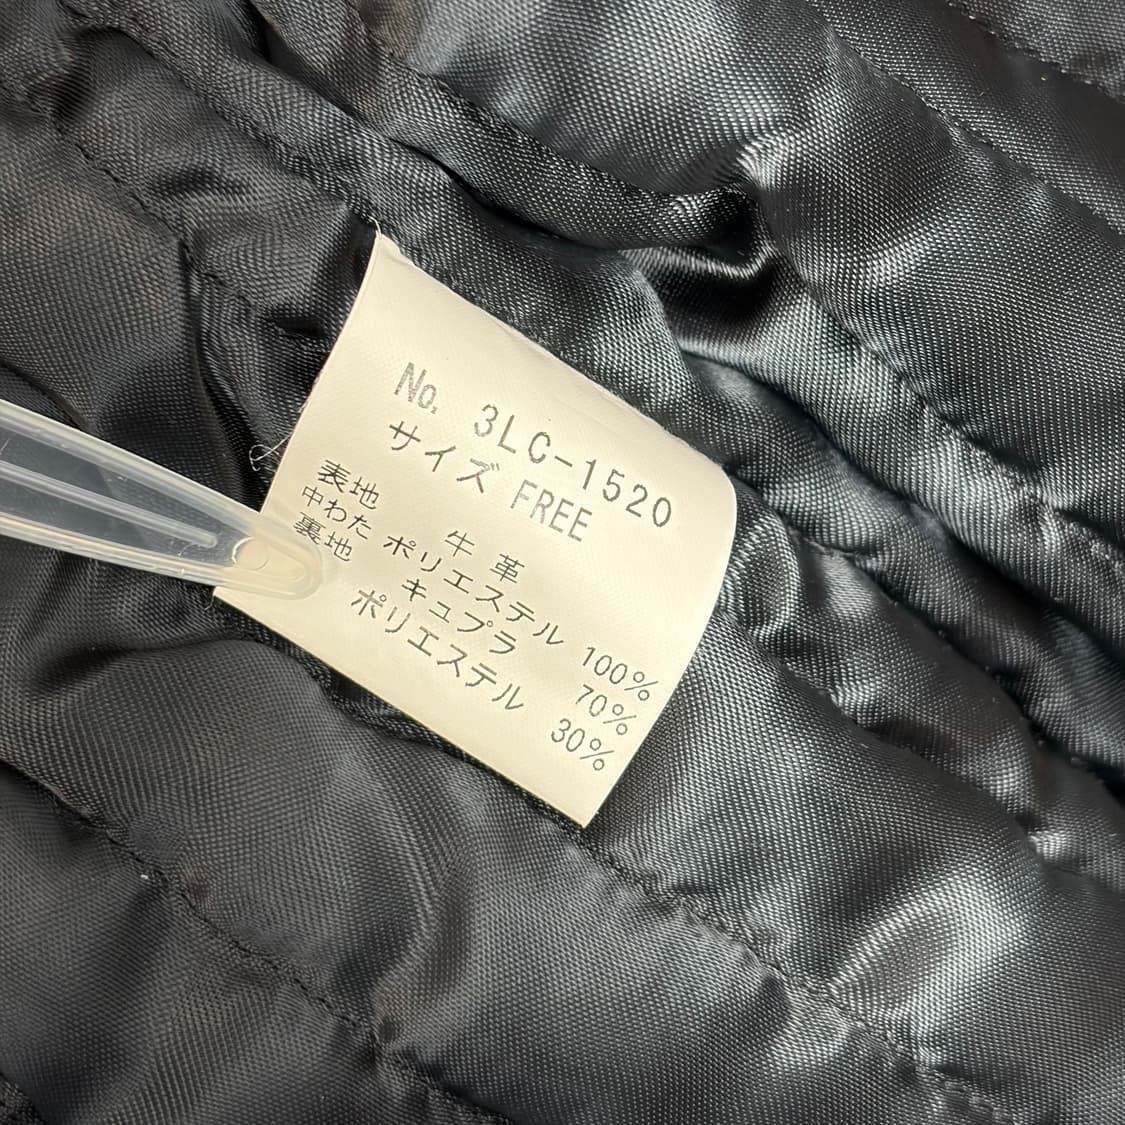 No. 3LC-1520
サイズ FREE
表地 牛革
中わた ポリエステル 100%
裏地 キュプラ 70%
ポリエステル 30%